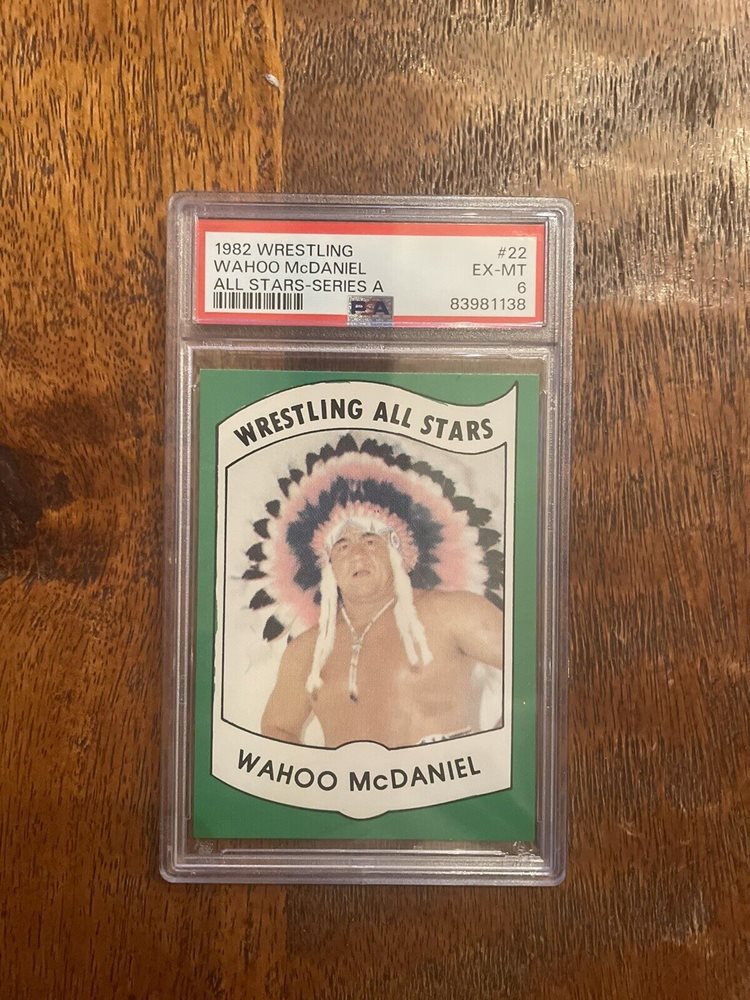 1982 WRESTLING #22
WAHOO McDANIEL EX-MT
ALL STARS-SERIES A 6
PSA 83981138
WRESTLING ALL STARS
WAHOO McDANIEL